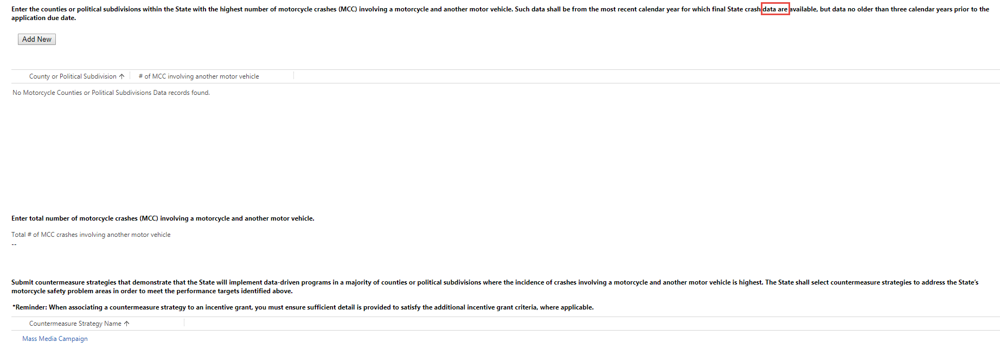 Enter the counties or political subdivisions within the State with the highest number of motorcycle crashes (MCC) involving a motorcycle and another motor vehicle. Such data shall be from the most recent calendar year for which final State crash data are available, but data no older than three calendar years prior to the
application due date.
Add New
County or Political Subdivision ↑ # of MCC involving another motor vehicle
No Motorcycle Counties or Political Subdivisions Data records found.
Enter total number of motorcycle crashes (MCC) involving a motorcycle and another motor vehicle.
Total # of MCC crashes involving another motor vehicle
--
Submit countermeasure strategies that demonstrate that the State will implement data-driven programs in a majority of counties or political subdivisions where the incidence of crashes involving a motorcycle and another motor vehicle is highest. The State shall select countermeasure strategies to address the State's
motorcycle safety problem areas in order to meet the performance targets identified above.
*Reminder: When associating a countermeasure strategy to an incentive grant, you must ensure sufficient detail is provided to satisfy the additional incentive grant criteria, where applicable.
Countermeasure Strategy Name ↑
Mass Media Campaign